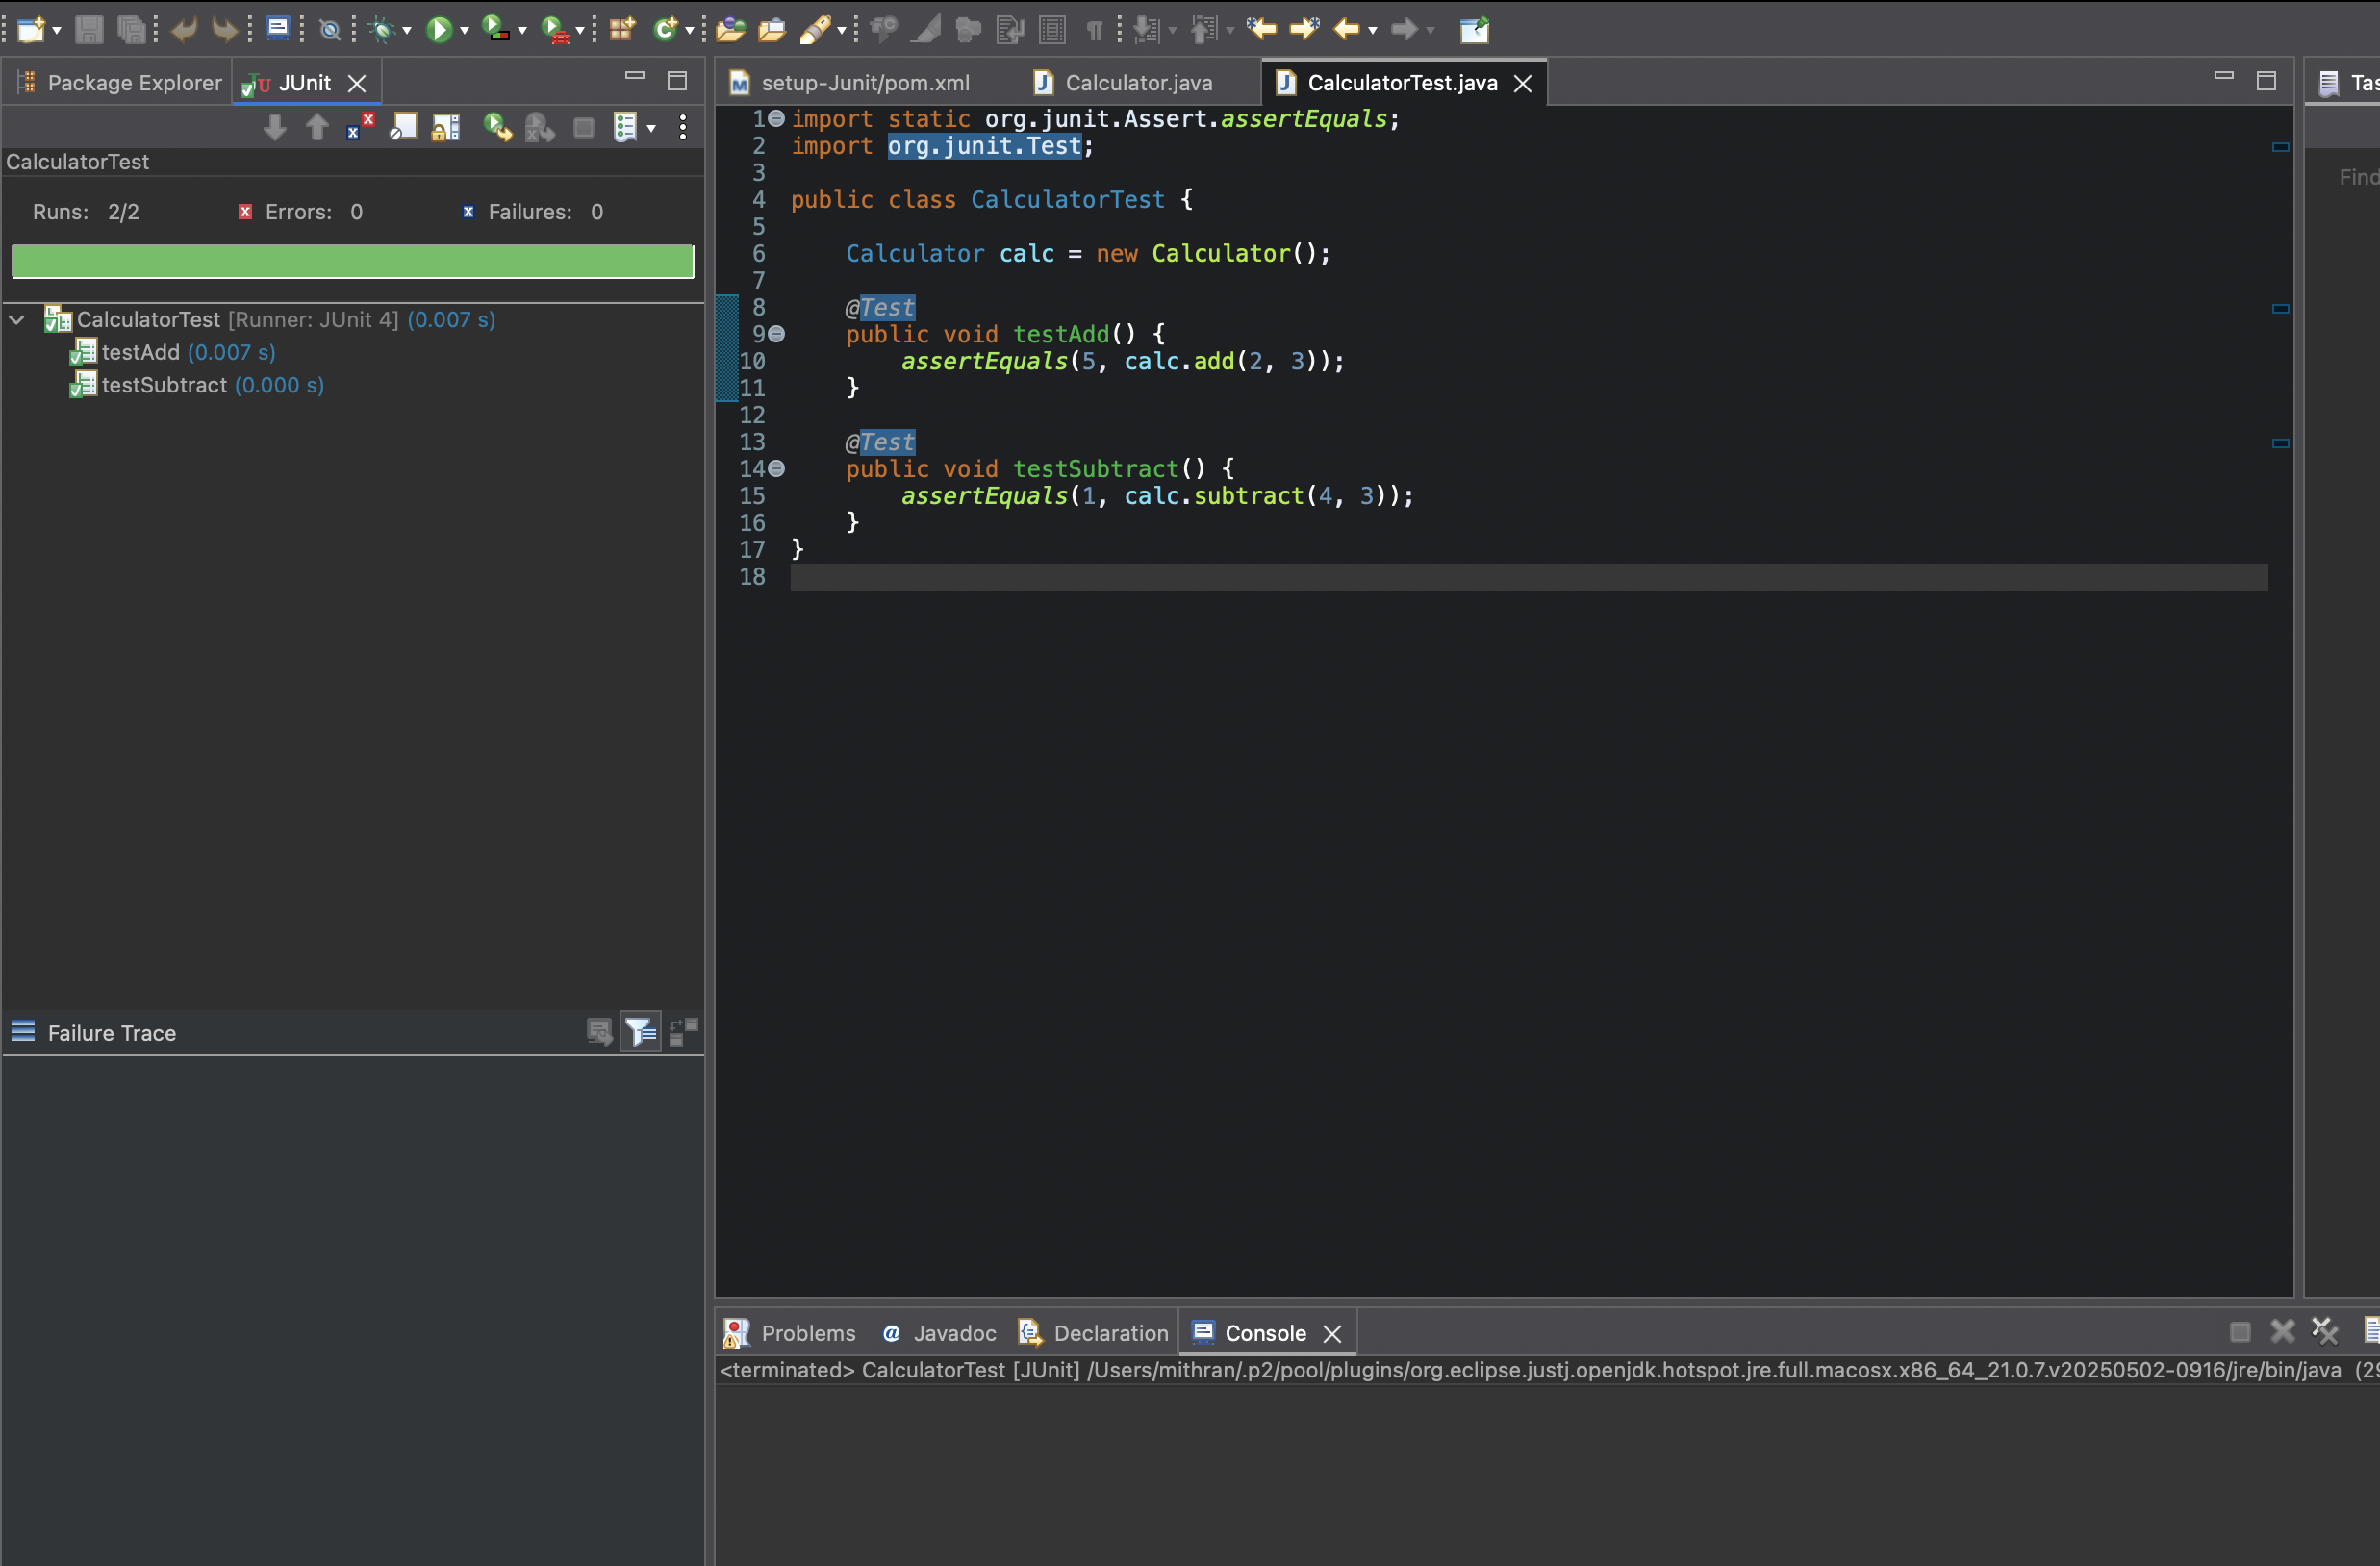 Package Explorer
JUnit
CalculatorTest
Runs: 2/2 Errors: 0 Failures: 0
CalculatorTest [Runner: JUnit 4] (0.007 s)
testAdd (0.007 s)
testSubtract (0.000 s)
Failure Trace
setup-Junit/pom.xml
Calculator.java
CalculatorTest.java
1 import static org.junit.Assert.assertEquals;
2 import org.junit.Test;
3
4 public class CalculatorTest {
5
6 Calculator calc = new Calculator();
7
8 @Test
9 public void testAdd() {
10 assertEquals(5, calc.add(2, 3));
11 }
12
13 @Test
14 public void testSubtract() {
15 assertEquals(1, calc.subtract(4, 3));
16 }
17 }
18
Tas
Find
Problems
Javadoc
Declaration
Console
<terminated> CalculatorTest [JUnit] /Users/mithran/.p2/pool/plugins/org.eclipse.justj.openjdk.hotspot.jre.full.macosx.x86_64_21.0.7.v20250502-0916/jre/bin/java (29